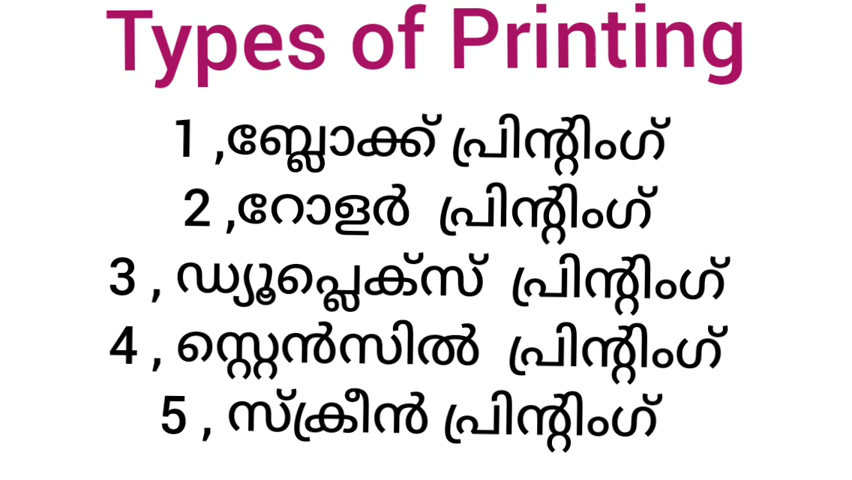 Types of Printing
1 ,ബ്ലോക്ക് പ്രിന്റിംഗ്
2 ,റോളർ പ്രിന്റിംഗ്
3 , ഡ്യൂപ്ലെക്സ് പ്രിന്റിംഗ്
4 , സ്റ്റെൻസിൽ പ്രിന്റിംഗ്
5 , സ്ക്രീൻ പ്രിന്റിംഗ്